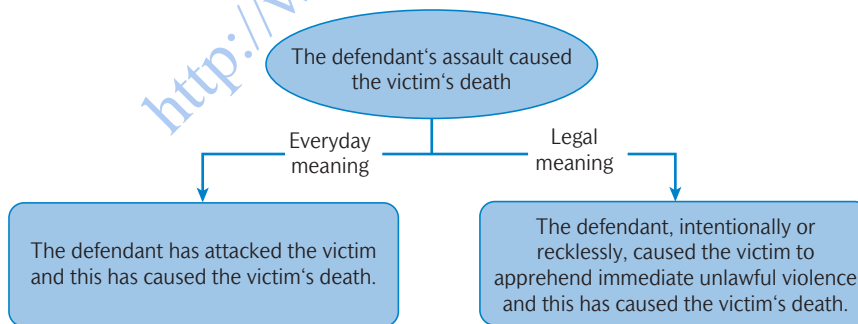 The defendant‘s assault caused
the victim‘s death
Everyday
meaning
Legal
meaning
The defendant has attacked the victim
and this has caused the victim‘s death.
The defendant, intentionally or
recklessly, caused the victim to
apprehend immediate unlawful violence
and this has caused the victim‘s death.
http://